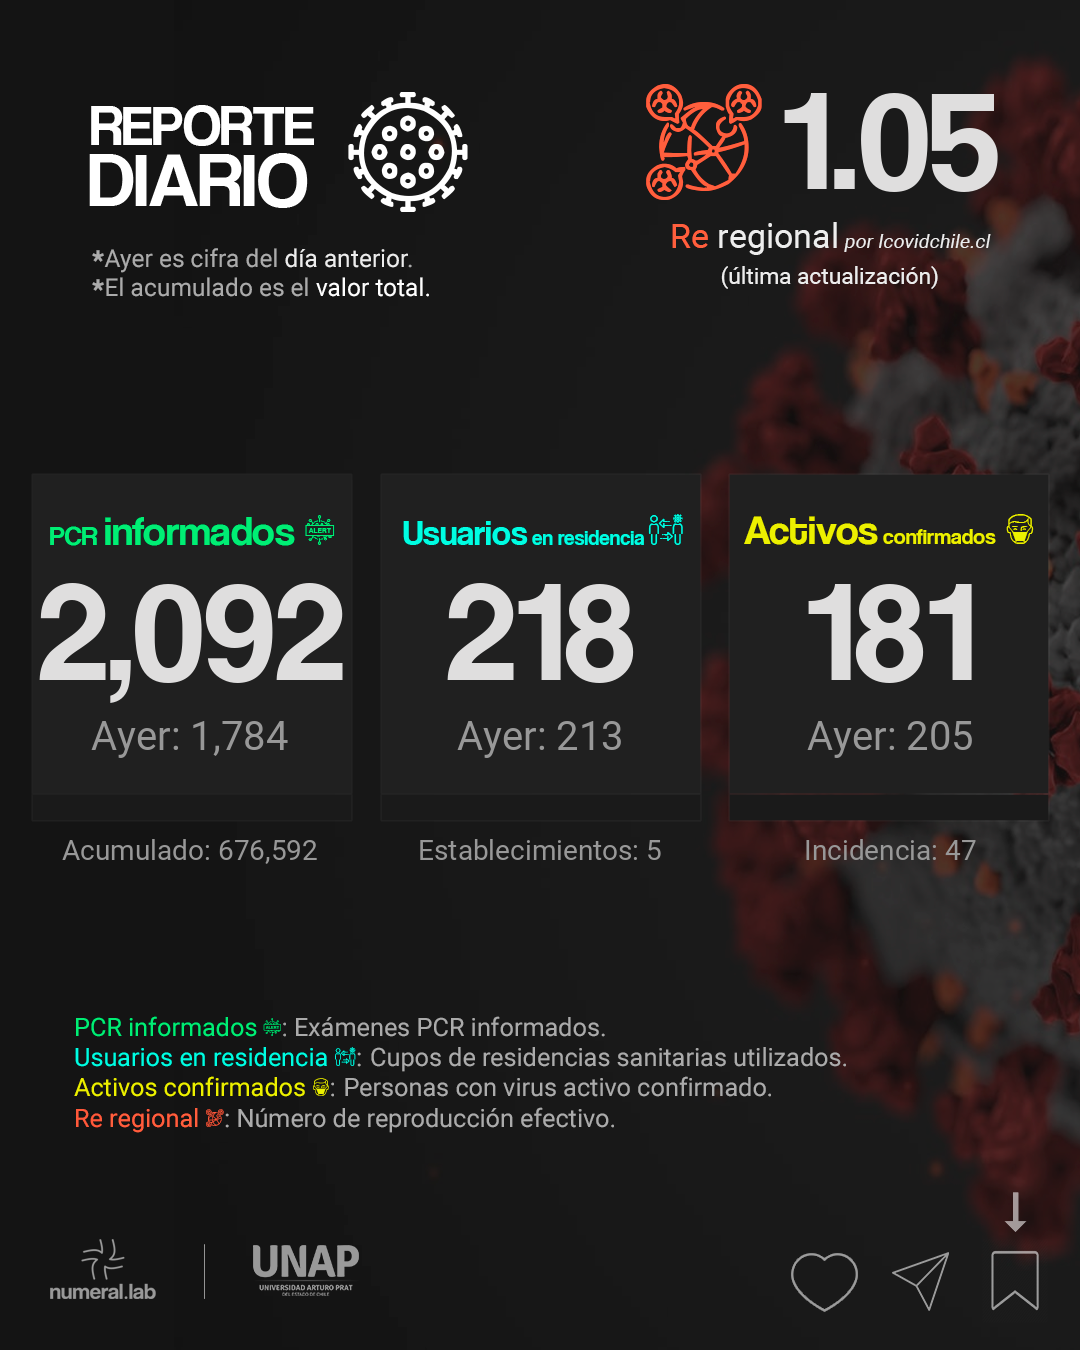 REPORTE
DIARIO
*Ayer es cifra del día anterior.
*El acumulado es el valor total.
1.05
Re regional por Icovidchile.cl
(última actualización)
PCR informados ALERT
2,092
Ayer: 1,784
Acumulado: 676,592
Usuarios en residencia
218
Ayer: 213
Establecimientos: 5
Activos confirmados
181
Ayer: 205
Incidencia: 47
PCR informados ALERT: Exámenes PCR informados.
Usuarios en residencia : Cupos de residencias sanitarias utilizados.
Activos confirmados : Personas con virus activo confirmado.
Re regional : Número de reproducción efectivo.
numeral.lab
UNAP
UNIVERSIDAD ARTURO PRAT
DEL ESTADO DE CHILE